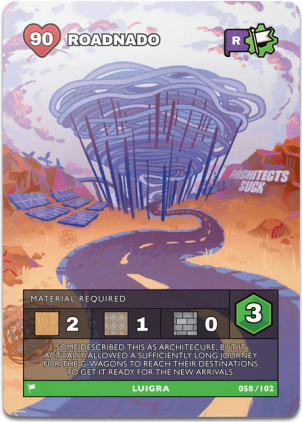 90 ROADNADO R
ARCHITECTS
SUCK
MATERIAL REQUIRED
2 1 0 3
SOME DESCRIBED THIS AS ARCHITECURE, BUT IT
ACTUALLY ALLOWED A SUFFICIENTLY LONG JOURNEY
FOR THE G-WAGONS TO REACH THEIR DESTINATIONS
TO GET IT READY FOR THE NEW ARRIVALS.
LUIGRA 058/102